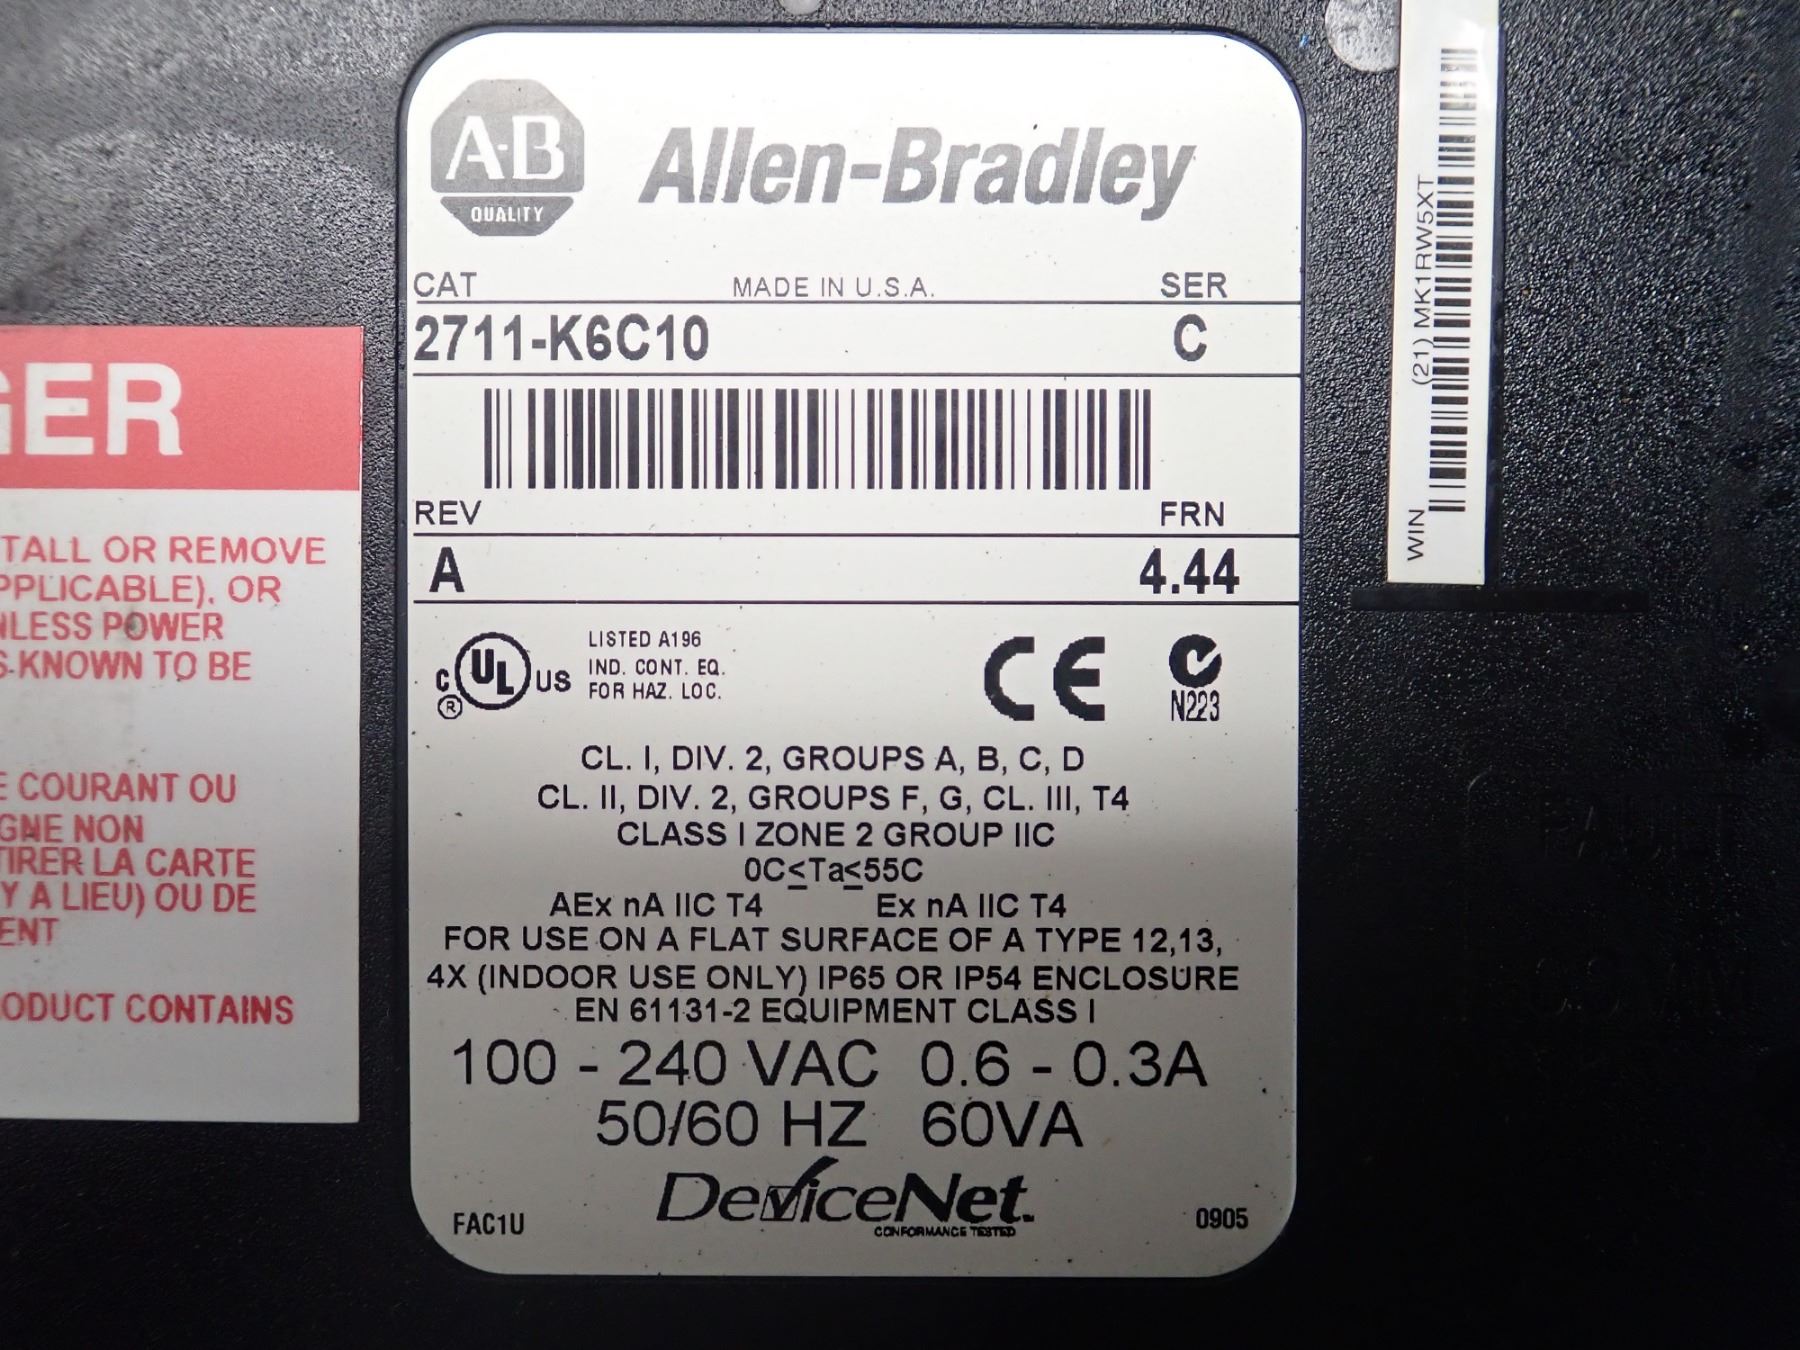 A-B
QUALITY
Allen-Bradley
CAT MADE IN U.S.A. SER
2711-K6C10 C
REV FRN
A 4.44
C UL US
®
LISTED A196
IND. CONT. EQ.
FOR HAZ. LOC.
CE
N223
CL. I, DIV. 2, GROUPS A, B, C, D
CL. II, DIV. 2, GROUPS F, G, CL. III, T4
CLASS I ZONE 2 GROUP IIC
0C≤Ta≤55C
AEx nA IIC T4 Ex nA IIC T4
FOR USE ON A FLAT SURFACE OF A TYPE 12,13,
4X (INDOOR USE ONLY) IP65 OR IP54 ENCLOSURE
EN 61131-2 EQUIPMENT CLASS I
100 - 240 VAC 0.6 - 0.3A
50/60 HZ 60VA
DeviceNet.
CONFORMANCE TESTED
FAC1U 0905
GER
TALL OR REMOVE
PPLICABLE), OR
NLESS POWER
S KNOWN TO BE
E COURANT OU
GNE NON
TIRER LA CARTE
Y A LIEU) OU DE
ENT
ODUCT CONTAINS
WIN (21) MK1RW5XT